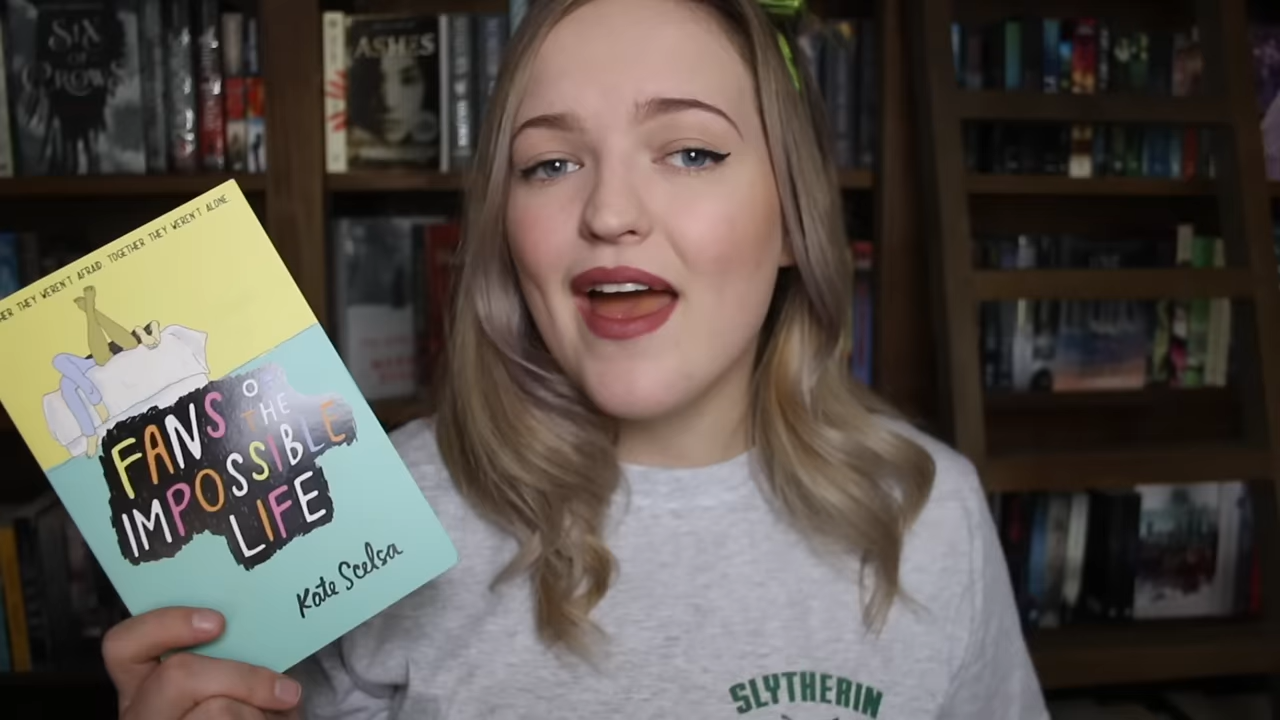 SIX
OF
CROWS
ASHES
HER THEY WEREN'T AFRAID. TOGETHER THEY WEREN'T ALONE.
FANS OF
THE
IMPOSSIBLE
LIFE
Kate Scelsa
SLYTHERIN